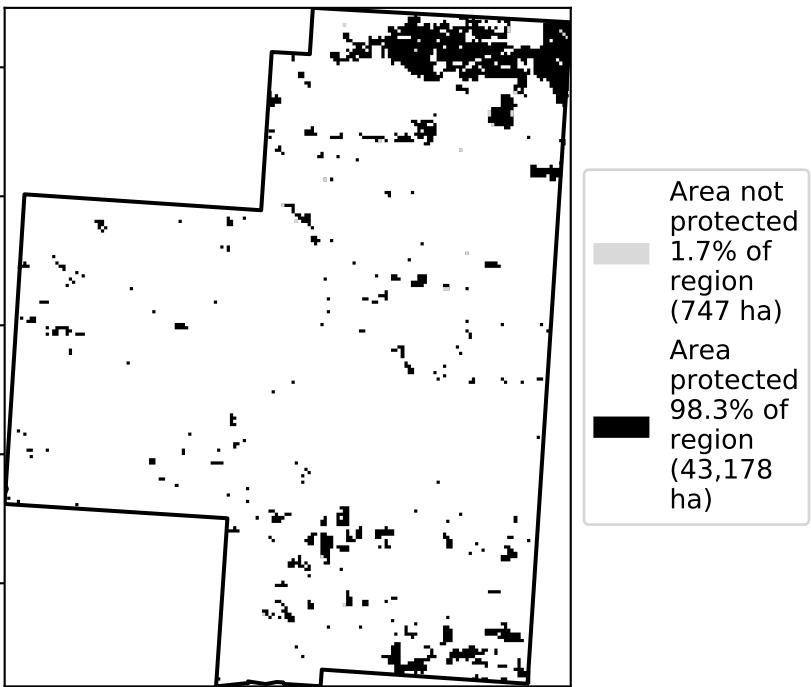 Area not
protected
1.7% of
region
(747 ha)
Area
protected
98.3% of
region
(43,178
ha)